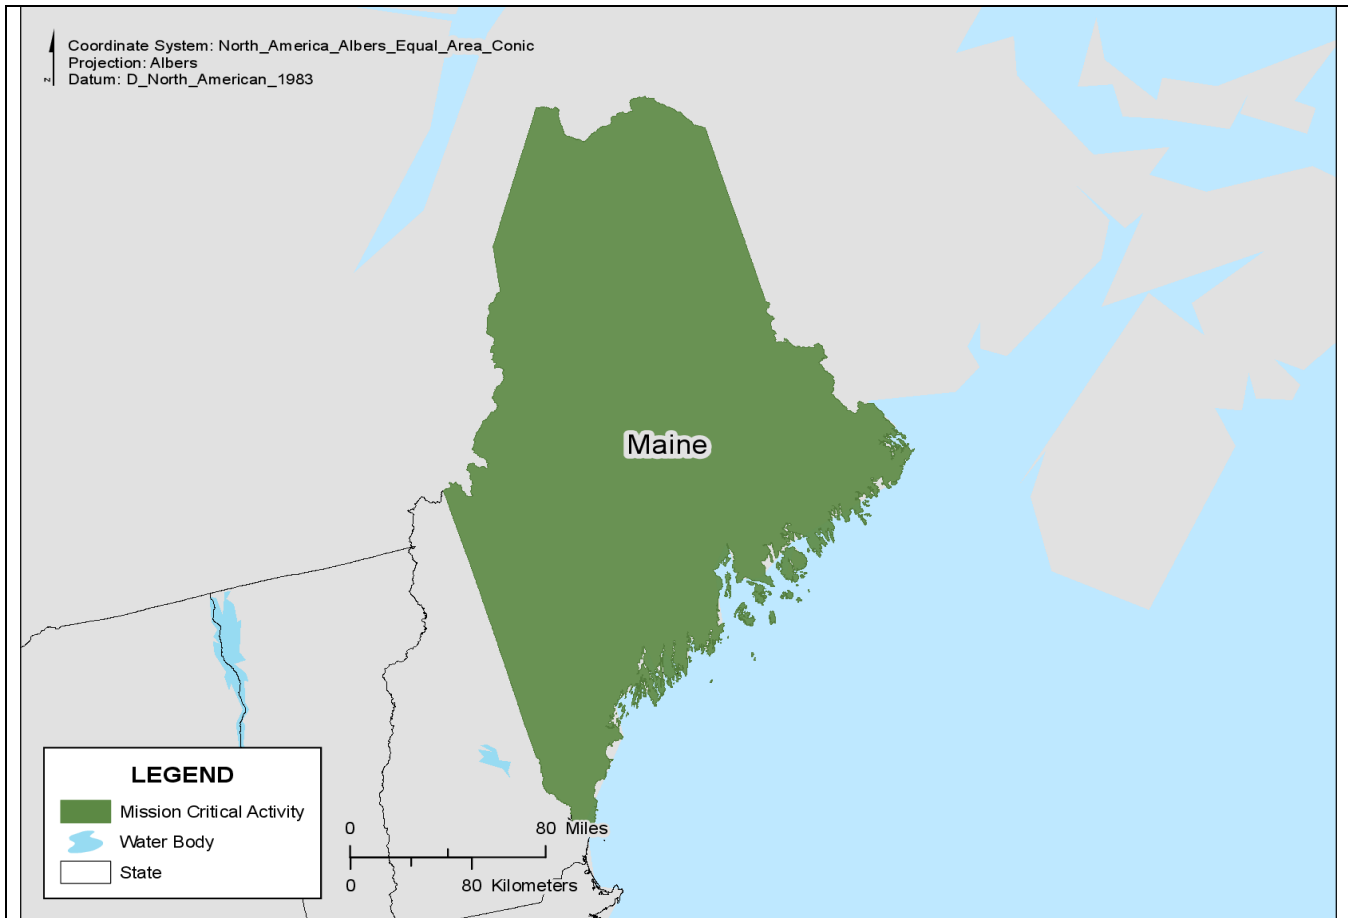 Coordinate System: North_America_Albers_Equal_Area_Conic
Projection: Albers
Datum: D_North_American_1983
z
Maine
LEGEND
Mission Critical Activity
Water Body
State
0 80 Miles
0 80 Kilometers